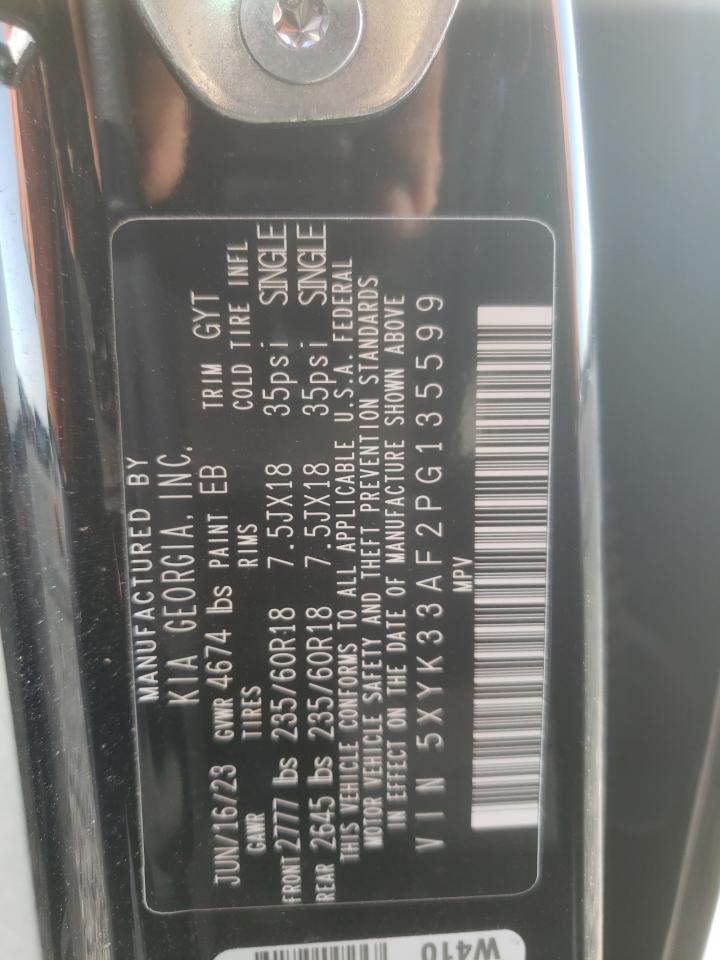 MANUFACTURED BY
KIA GEORGIA, INC.
JUN/16/23 GVWR 4674 lbs PAINT EB TRIM GYT
GAWR TIRES RIMS COLD TIRE INFL
FRONT 2777 lbs 235/60R18 7.5JX18 35psi SINGLE
REAR 2645 lbs 235/60R18 7.5JX18 35psi SINGLE
THIS VEHICLE CONFORMS TO ALL APPLICABLE U.S.A. FEDERAL
MOTOR VEHICLE SAFETY AND THEFT PREVENTION STANDARDS
IN EFFECT ON THE DATE OF MANUFACTURE SHOWN ABOVE
VIN 5XYK33AF2PG135599
MPV
W410